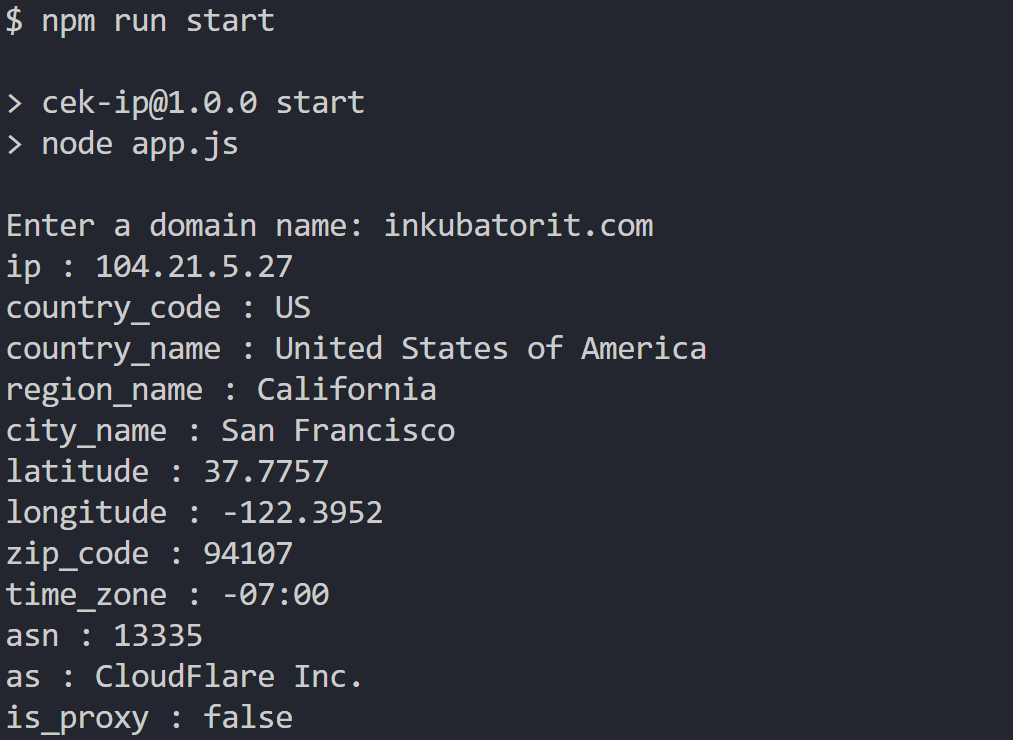 $ npm run start
> cek-ip@1.0.0 start
> node app.js
Enter a domain name: inkubatorit.com
ip : 104.21.5.27
country_code : US
country_name : United States of America
region_name : California
city_name : San Francisco
latitude : 37.7757
longitude : -122.3952
zip_code : 94107
time_zone : -07:00
asn : 13335
as : CloudFlare Inc.
is_proxy : false